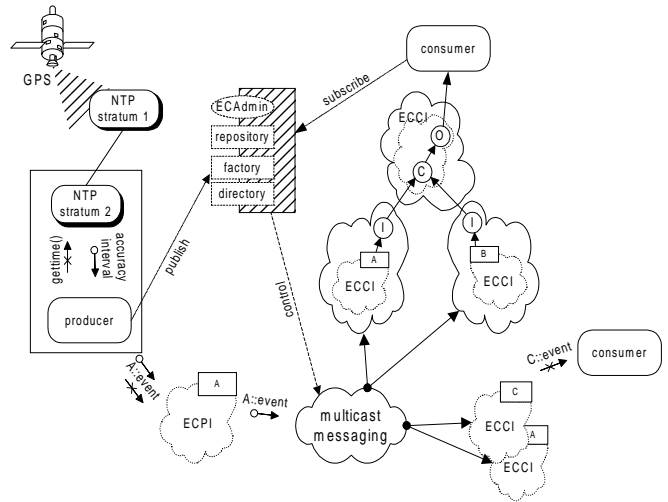 GPS
NTP
stratum 1
NTP
stratum 2
gettime()
accuracy
interval
producer
publish
ECAdmin
repository
factory
directory
subscribe
control
consumer
ECCI
O
C
I
I
A
ECCI
B
ECCI
A::event
A
ECPI
A::event
multicast
messaging
C::event
consumer
C
ECCI
A
ECCI